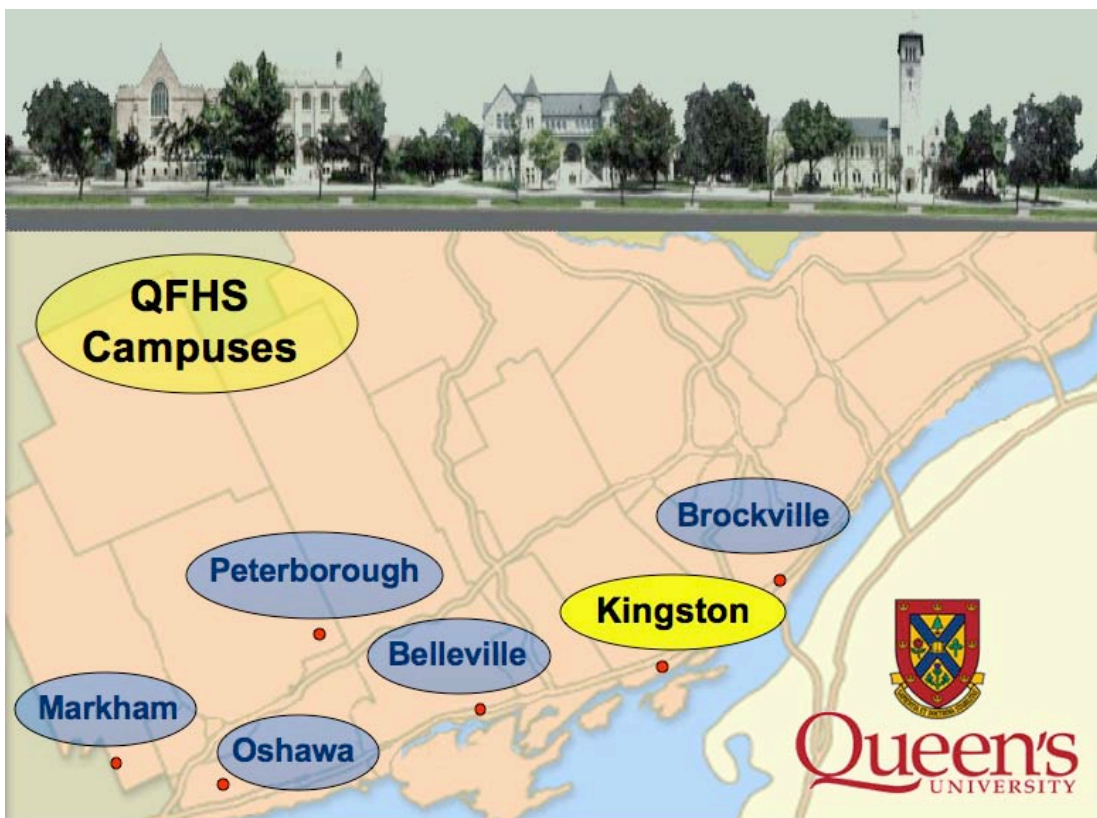 QFHS
Campuses
Brockville
Peterborough
Kingston
Belleville
Markham
Oshawa
Queen's
UNIVERSITY